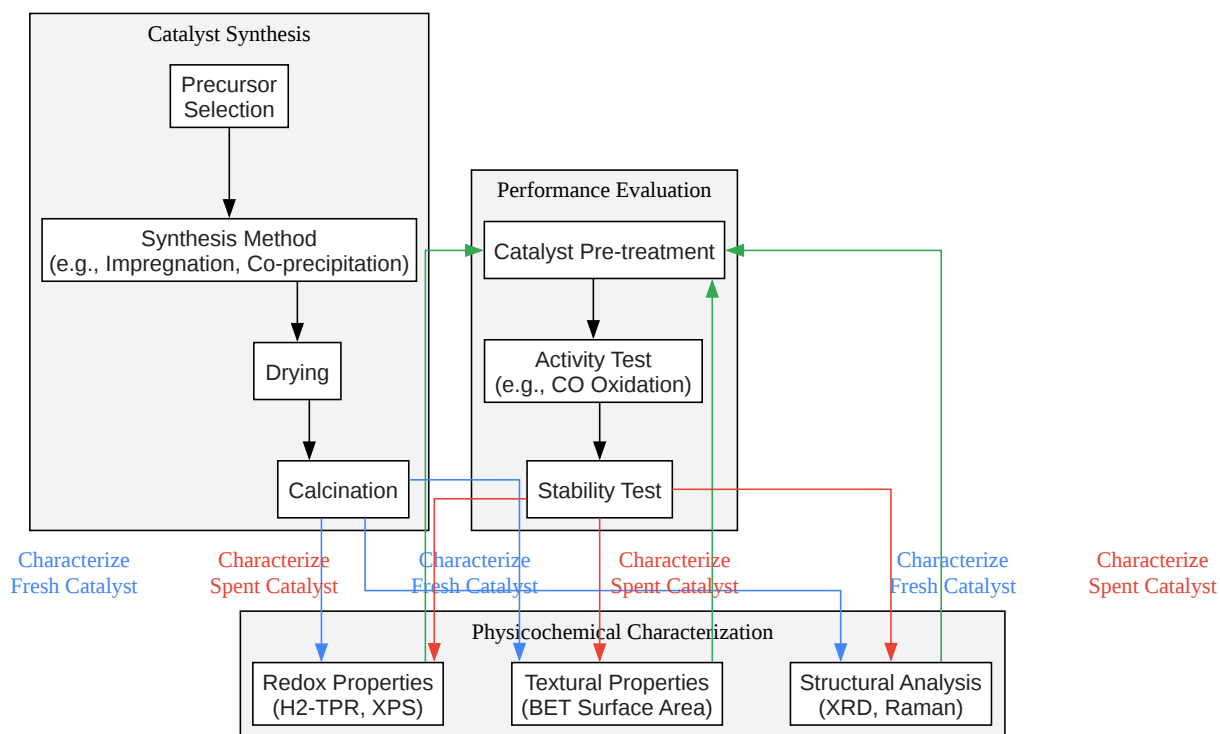 Catalyst Synthesis
Precursor
Selection
Synthesis Method
(e.g., Impregnation, Co-precipitation)
Drying
Calcination
Performance Evaluation
Catalyst Pre-treatment
Activity Test
(e.g., CO Oxidation)
Stability Test
Characterize
Fresh Catalyst
Characterize
Spent Catalyst
Characterize
Fresh Catalyst
Characterize
Spent Catalyst
Characterize
Fresh Catalyst
Characterize
Spent Catalyst
Physicochemical Characterization
Redox Properties
(H2-TPR, XPS)
Textural Properties
(BET Surface Area)
Structural Analysis
(XRD, Raman)